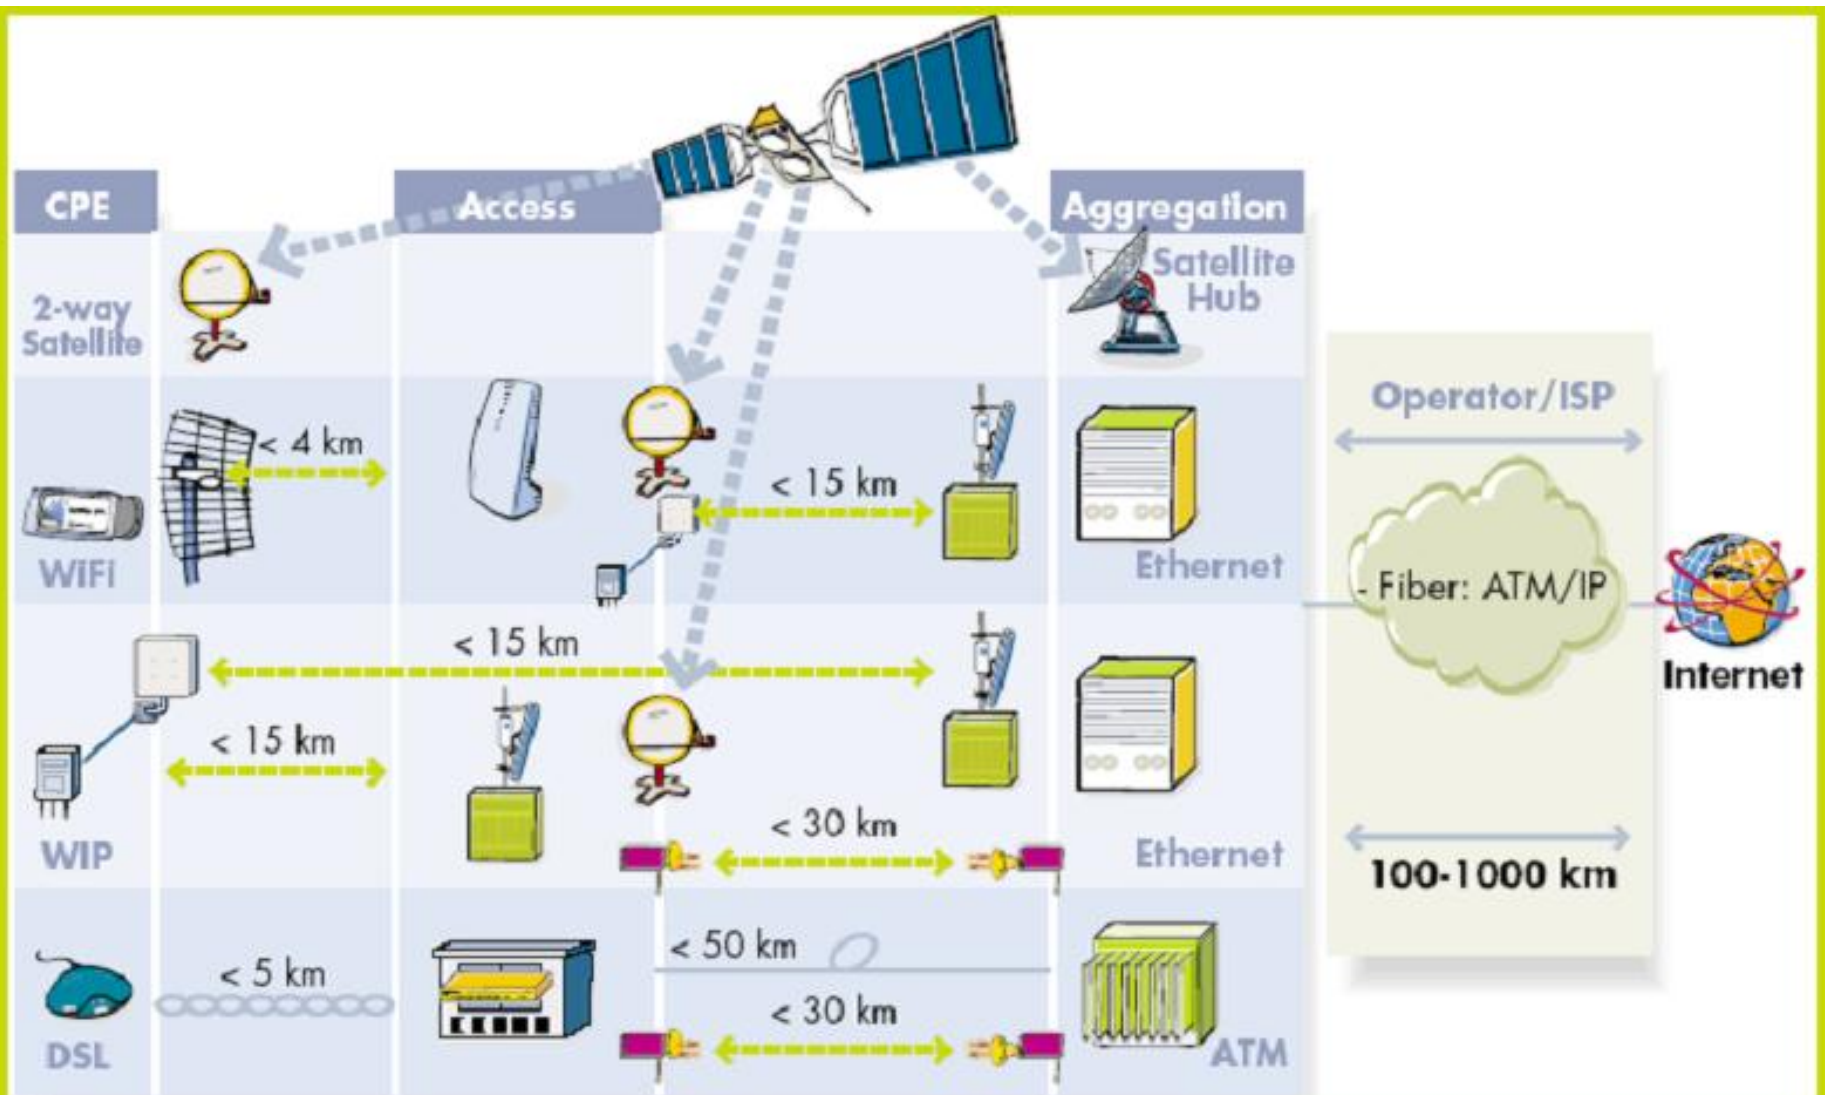 CPE
Access
Aggregation
2-way
Satellite
Satellite
Hub
Operator/ISP
< 4 km
< 15 km
WiFi
Ethernet
- Fiber: ATM/IP
Internet
< 15 km
< 15 km
< 30 km
WIP
Ethernet
100-1000 km
< 50 km
< 5 km
< 30 km
DSL
ATM